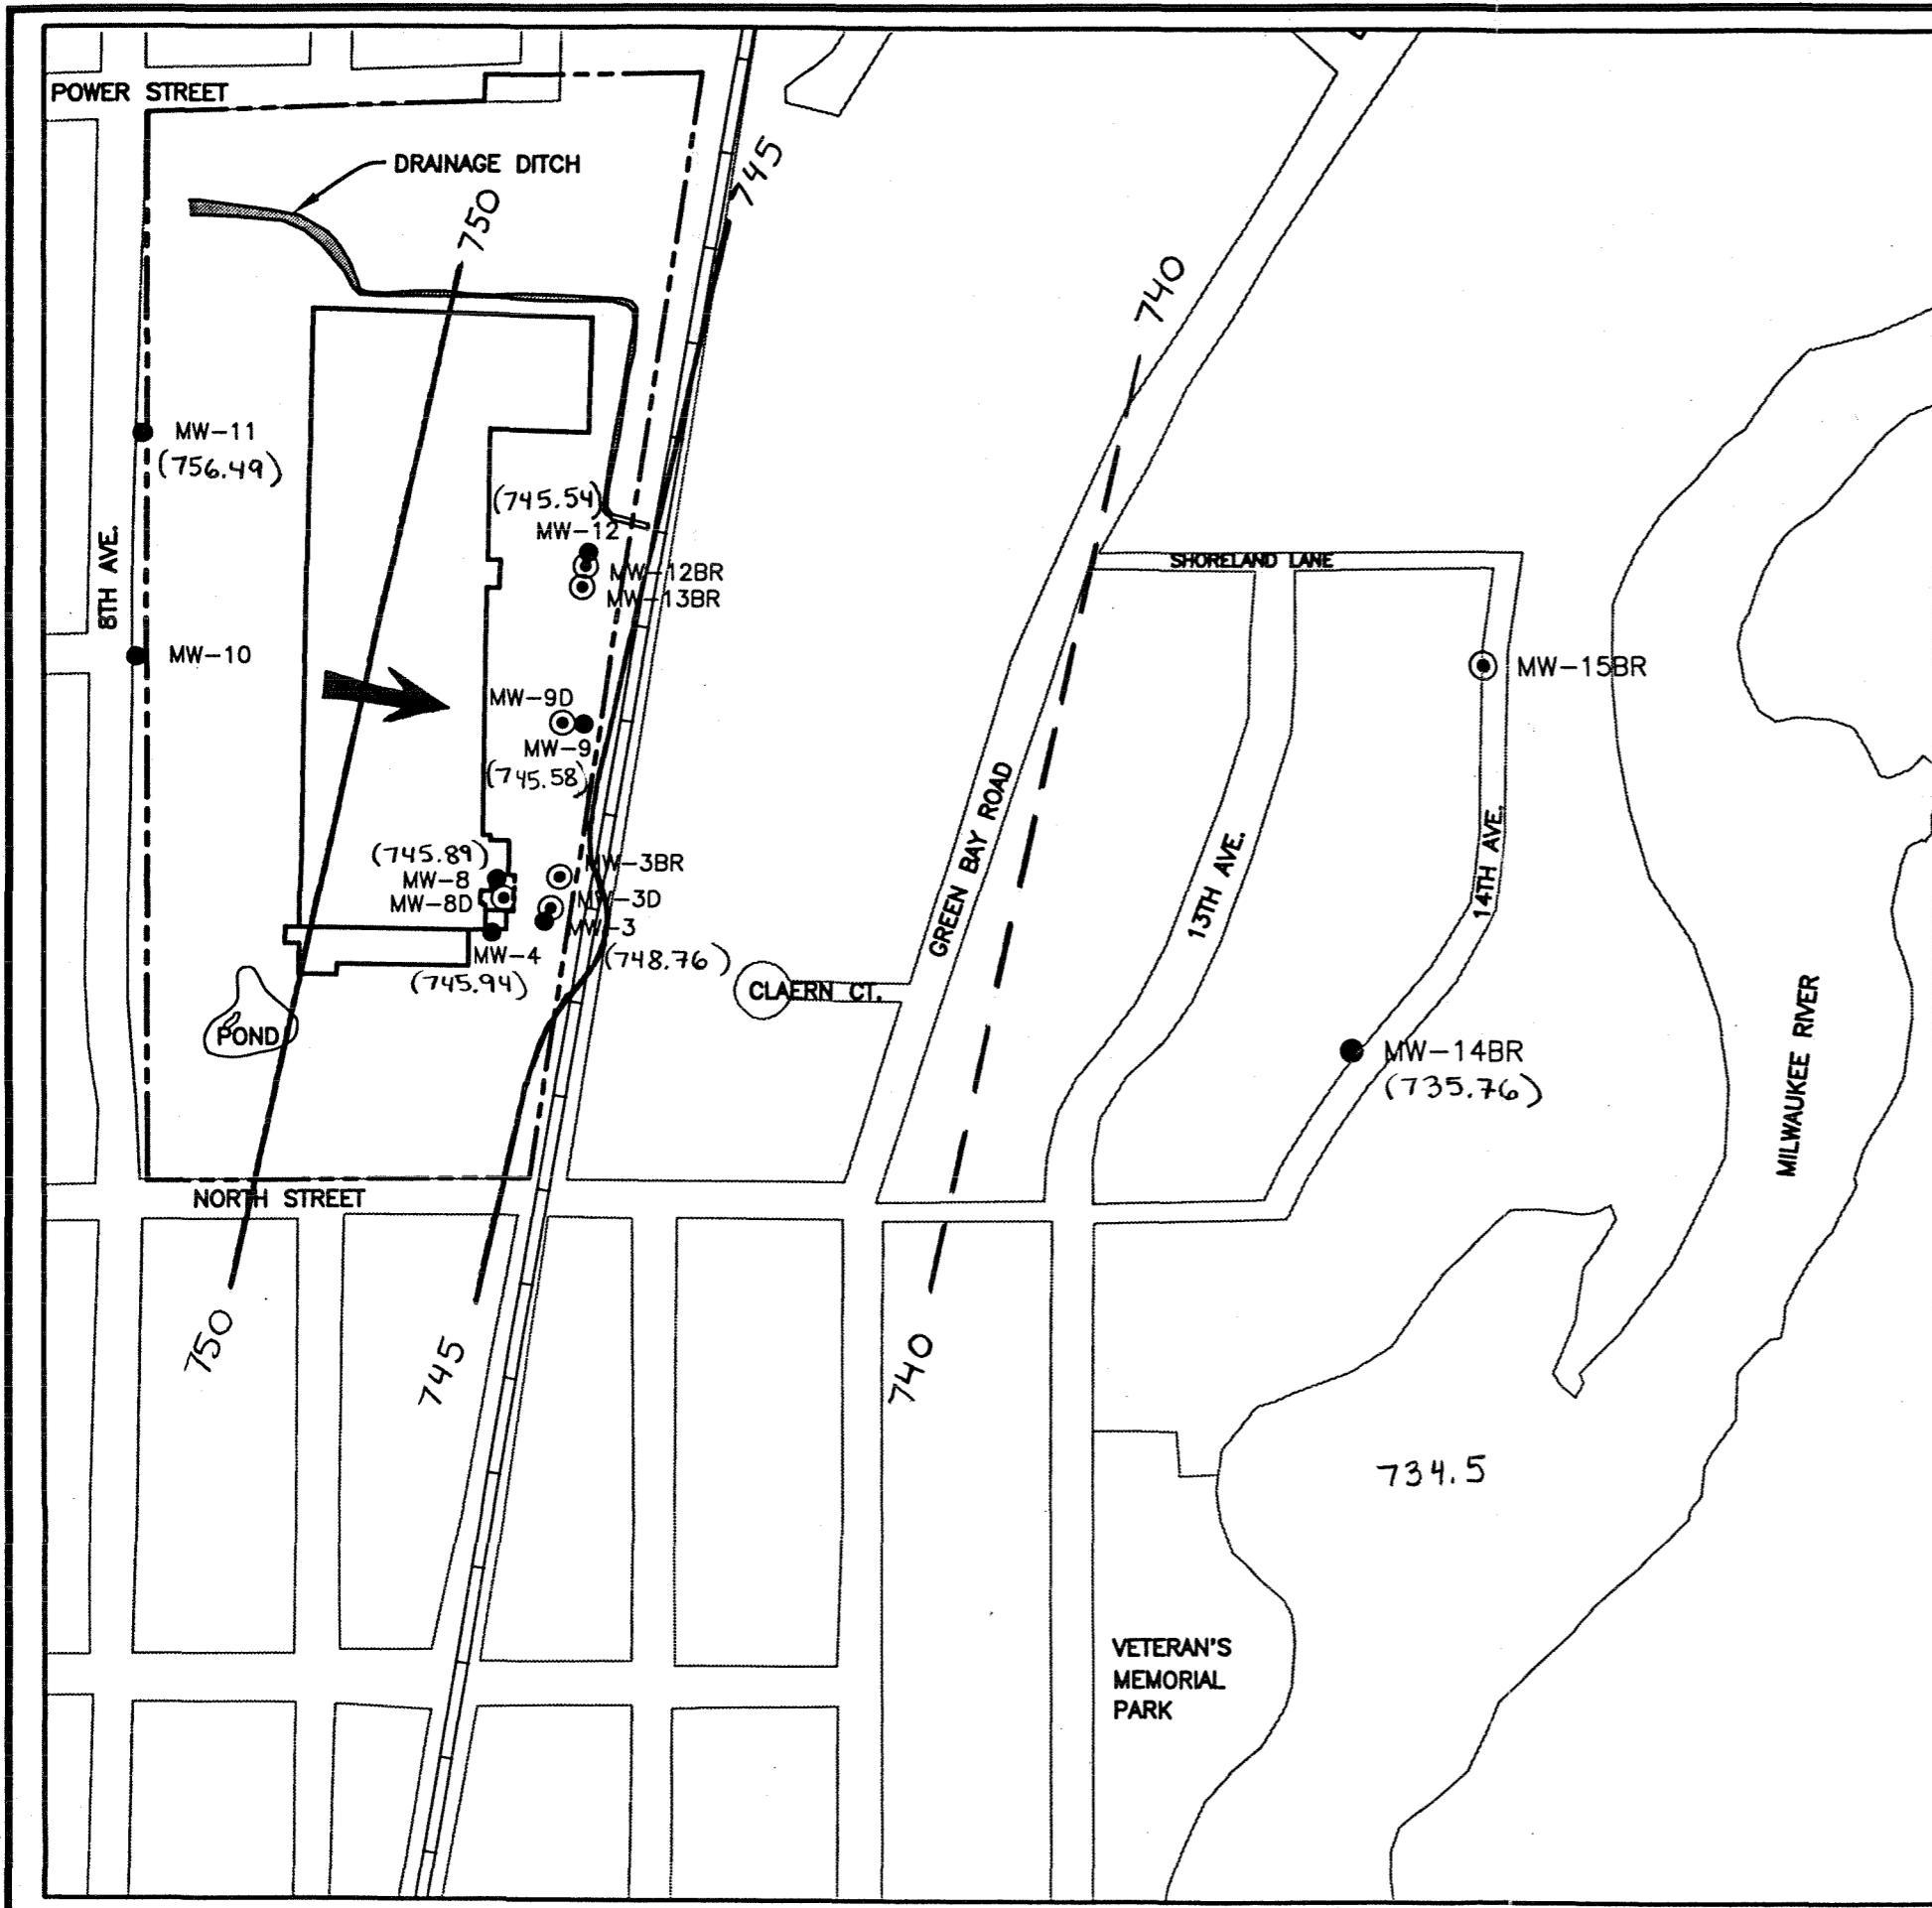 POWER STREET
DRAINAGE DITCH
745
750
740
MW-11
(756.49)
(745.54)
MW-12
8TH AVE.
MW-12BR
MW-13BR
SHORELAND LANE
MW-10
MW-15BR
MW-9D
MW-9
(745.58)
GREEN BAY ROAD
13TH AVE.
14TH AVE.
(745.89)
MW-8
MW-8D
MW-3BR
MW-3D
MW-3
(748.76)
MW-4
(745.94)
CLAERN CT.
POND
MW-14BR
(735.76)
MILWAUKEE RIVER
NORTH STREET
750
745
740
734.5
VETERAN'S
MEMORIAL
PARK